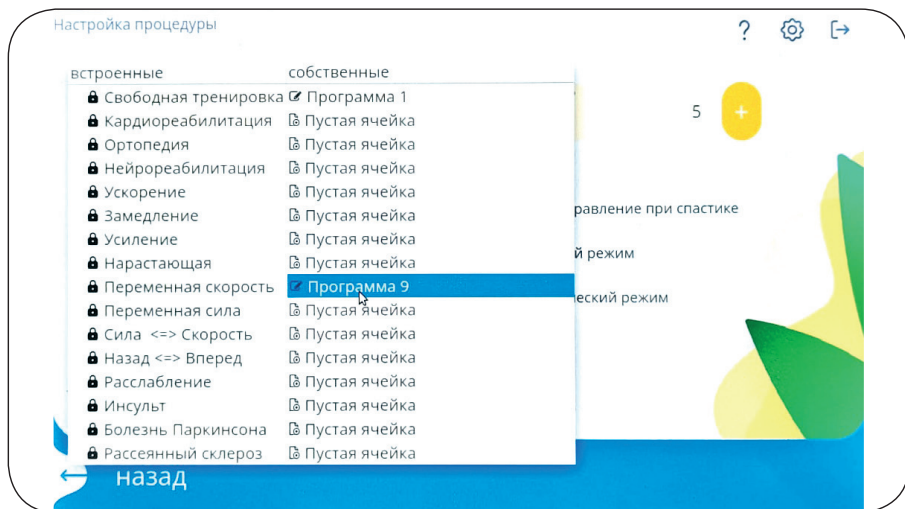 Настройка процедуры
?
встроенные собственные
Свободная тренировка Программа 1
5 +
Кардиореабилитация Пустая ячейка
Ортопедия Пустая ячейка
Нейрореабилитация Пустая ячейка
Ускорение Пустая ячейка
Замедление Пустая ячейка
равление при спастике
Усиление Пустая ячейка
Нарастающая Пустая ячейка
й режим
Переменная скорость Программа 9
еский режим
Переменная сила Пустая ячейка
Сила <=> Скорость Пустая ячейка
Назад <=> Вперед Пустая ячейка
Расслабление Пустая ячейка
Инсульт Пустая ячейка
Болезнь Паркинсона Пустая ячейка
Рассеянный склероз Пустая ячейка
← назад